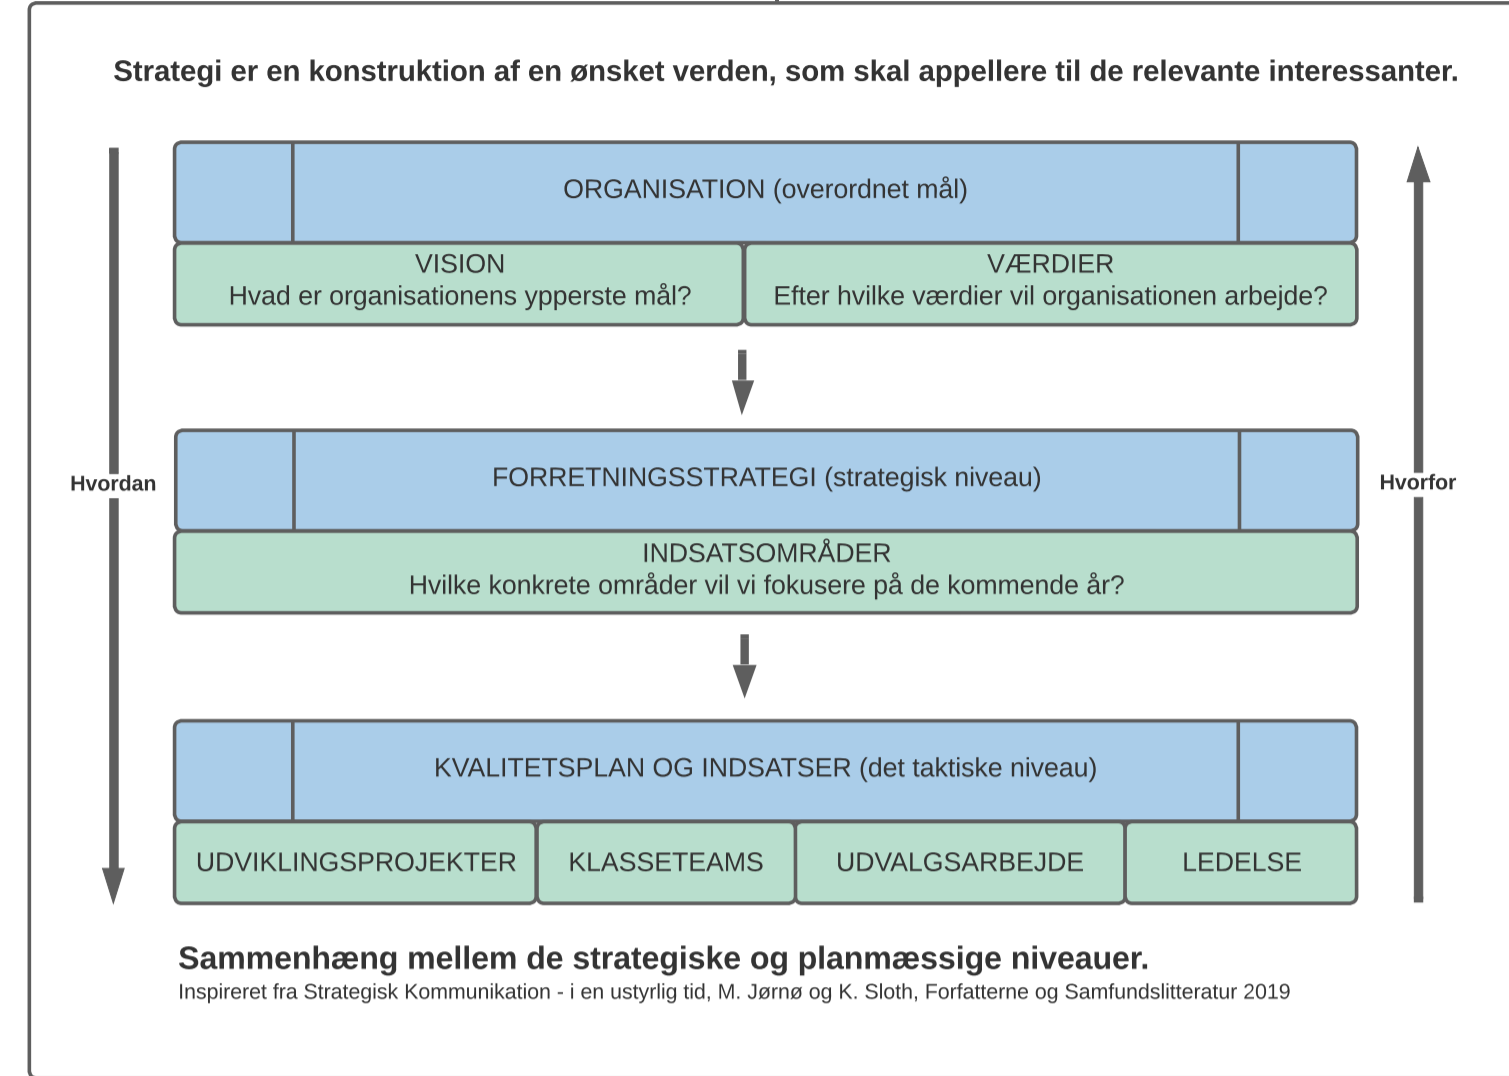 Strategi er en konstruktion af en ønsket verden, som skal appellere til de relevante interessanter.
ORGANISATION (overordnet mål)
VISION
Hvad er organisationens ypperste mål?
VÆRDIER
Efter hvilke værdier vil organisationen arbejde?
FORRETNINGSSTRATEGI (strategisk niveau)
Hvordan
Hvorfor
INDSATSOMRÅDER
Hvilke konkrete områder vil vi fokusere på de kommende år?
KVALITETSPLAN OG INDSATSER (det taktiske niveau)
UDVIKLINGSPROJEKTER
KLASSETEAMS
UDVALGSARBEJDE
LEDELSE
Sammenhæng mellem de strategiske og planmæssige niveauer.
Inspireret fra Strategisk Kommunikation - i en ustyrlig tid, M. Jørnø og K. Sloth, Forfatterne og Samfundslitteratur 2019